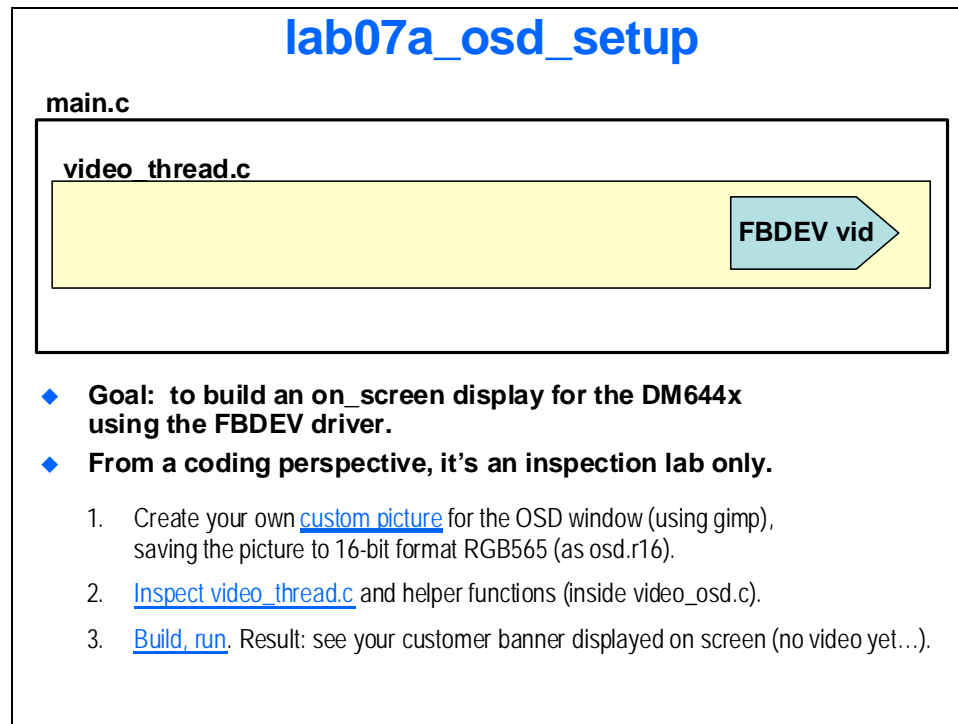 lab07a_osd_setup
main.c
video_thread.c
FBDEV vid
Goal: to build an on_screen display for the DM644x
using the FBDEV driver.
From a coding perspective, it's an inspection lab only.
1. Create your own custom picture for the OSD window (using gimp),
saving the picture to 16-bit format RGB565 (as osd.r16).
2. Inspect video_thread.c and helper functions (inside video_osd.c).
3. Build, run. Result: see your customer banner displayed on screen (no video yet…).